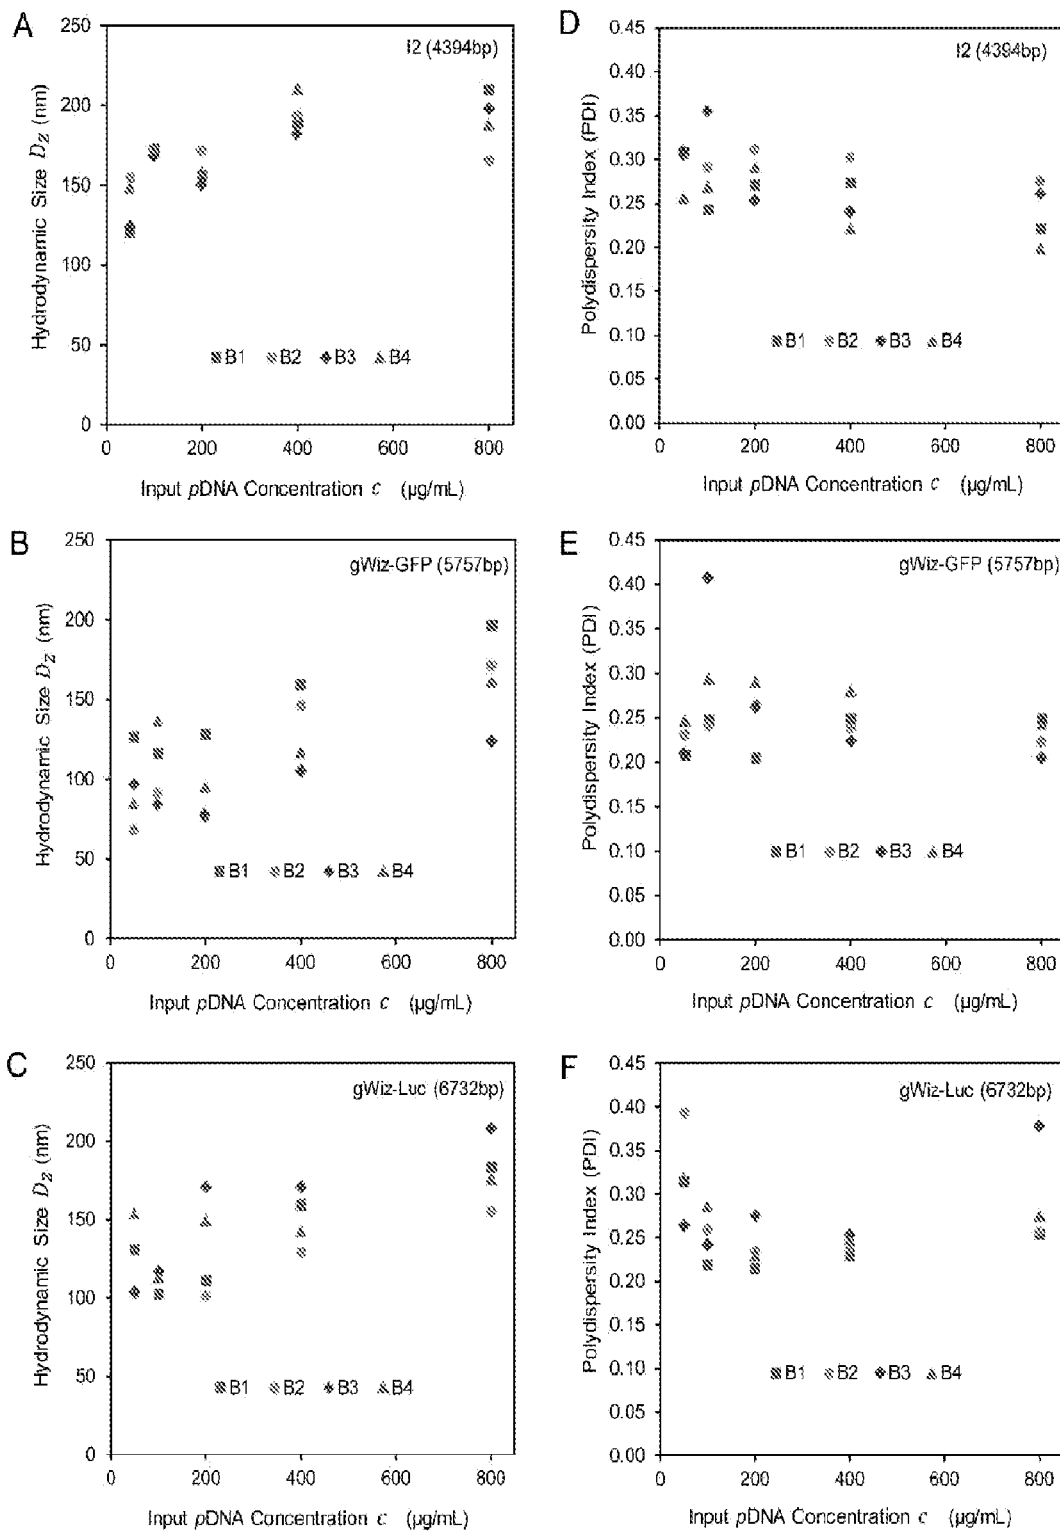 A
I2 (4394bp)
Hydrodynamic Size D_Z (nm)
250
200
150
100
50
0
B1 B2 B3 B4
0 200 400 600 800
Input pDNA Concentration c (µg/mL)
D
I2 (4394bp)
Polydispersity Index (PDI)
0.45
0.40
0.35
0.30
0.25
0.20
0.15
0.10
0.05
0.00
B1 B2 B3 B4
0 200 400 600 800
Input pDNA Concentration c (µg/mL)
B
gWiz-GFP (5757bp)
Hydrodynamic Size D_Z (nm)
250
200
150
100
50
0
B1 B2 B3 B4
0 200 400 600 800
Input pDNA Concentration c (µg/mL)
E
gWiz-GFP (5757bp)
Polydispersity Index (PDI)
0.45
0.40
0.35
0.30
0.25
0.20
0.15
0.10
0.05
0.00
B1 B2 B3 B4
0 200 400 600 800
Input pDNA Concentration c (µg/mL)
C
gWiz-Luc (6732bp)
Hydrodynamic Size D_Z (nm)
250
200
150
100
50
0
B1 B2 B3 B4
0 200 400 600 800
Input pDNA Concentration c (µg/mL)
F
gWiz-Luc (6732bp)
Polydispersity Index (PDI)
0.45
0.40
0.35
0.30
0.25
0.20
0.15
0.10
0.05
0.00
B1 B2 B3 B4
0 200 400 600 800
Input pDNA Concentration c (µg/mL)